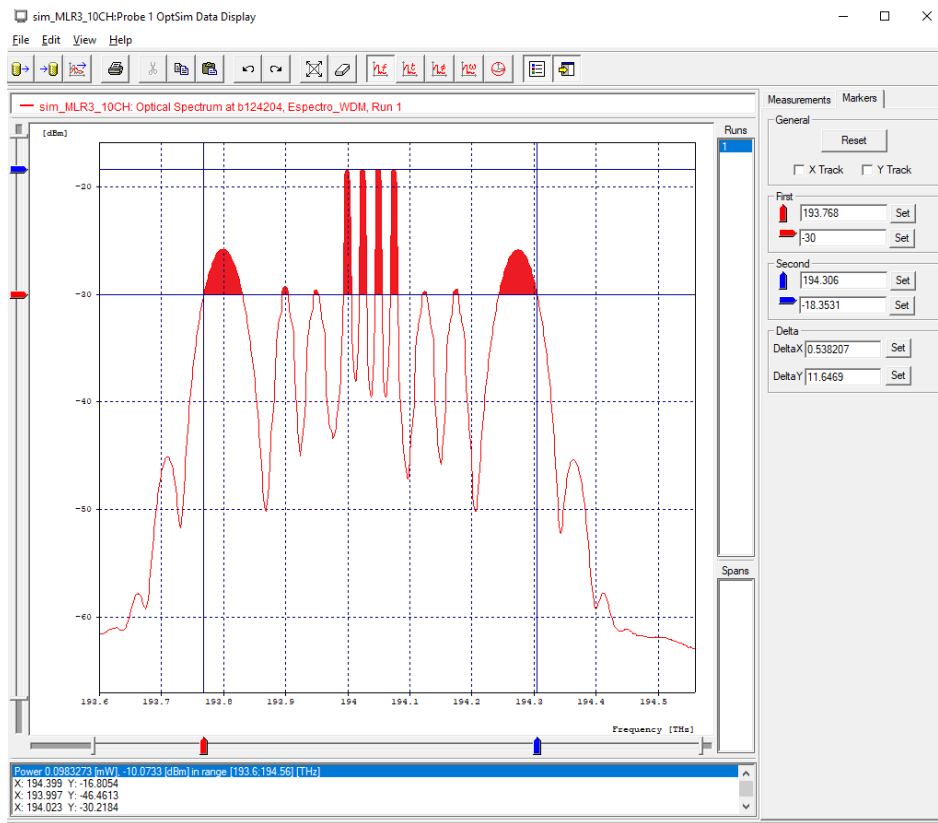 sim_MLR3_10CH:Probe 1 OptSim Data Display
File Edit View Help
sim_MLR3_10CH: Optical Spectrum at b124204, Espectro_WDM, Run 1
[dBm]
-20
-30
-40
-50
-60
193.6 193.7 193.8 193.9 194 194.1 194.2 194.3 194.4 194.5
Frequency [THz]
Runs
1
Spans
Measurements Markers
General
Reset
X Track Y Track
First
193.768 Set
-30 Set
Second
194.306 Set
-18.3531 Set
Delta
DeltaX 0.538207 Set
DeltaY 11.6469 Set
Power 0.0983273 [mW], -10.0733 [dBm] in range [193.6;194.56] [THz]
X: 194.399 Y: -16.8054
X: 193.997 Y: -46.4613
X: 194.023 Y: -30.2184